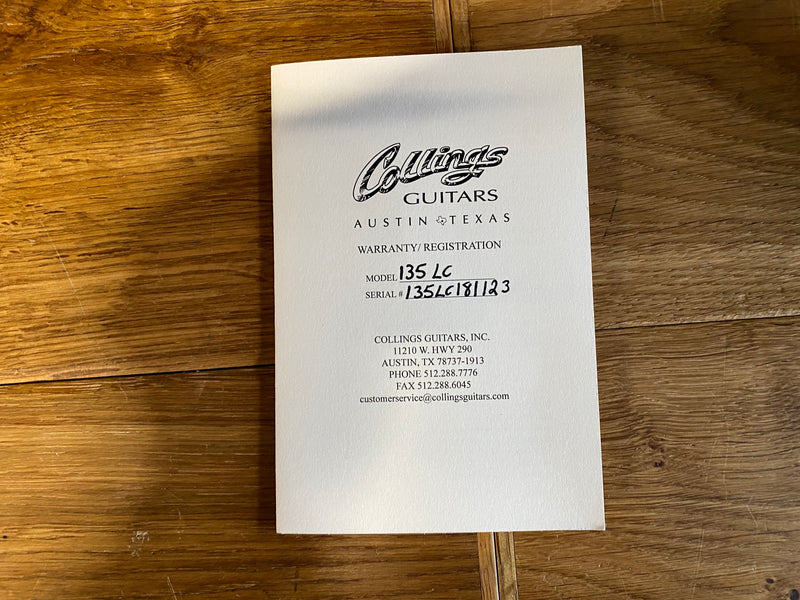 Collings
GUITARS
AUSTIN TEXAS
WARRANTY/ REGISTRATION
MODEL 135 LC
SERIAL # 135LC181123
COLLINGS GUITARS, INC.
11210 W. HWY 290
AUSTIN, TX 78737-1913
PHONE 512.288.7776
FAX 512.288.6045
customerservice@collingsguitars.com